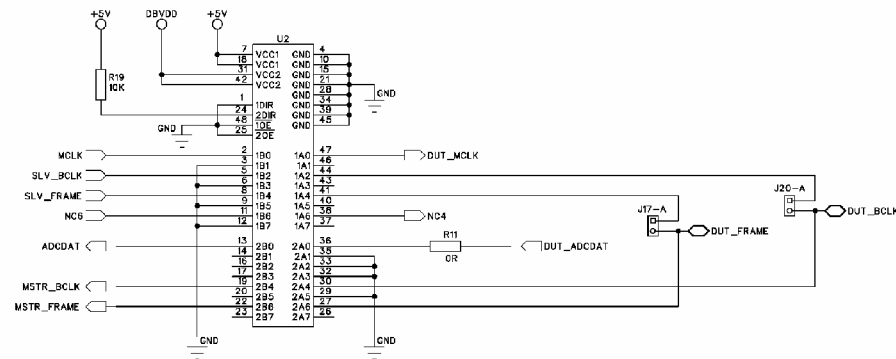 +5V DBVDD +5V
U2
7 VCC1 GND 4
18 VCC1 GND 10
31 VCC2 GND 15
42 VCC2 GND 21
GND 28
GND 34
GND 39
GND 45
GND
R19
10K
1 1DIR
24 2DIR
48 1OE
25 2OE
GND
MCLK 2 1B0 1A0 47 DUT_MCLK
3 1B1 1A1 46
SLV_BCLK 5 1B2 1A2 44
6 1B3 1A3 43
SLV_FRAME 8 1B4 1A4 41
9 1B5 1A5 40
NC6 11 1B6 1A6 38 NC4
12 1B7 1A7 37
J20-A
DUT_BCLK
J17-A
DUT_FRAME
ADCDAT 13 2B0 2A0 36 R11 0R DUT_ADCDAT
14 2B1 2A1 35
16 2B2 2A2 33
17 2B3 2A3 32
MSTR_BCLK 19 2B4 2A4 30
20 2B5 2A5 29
MSTR_FRAME 22 2B6 2A6 27
23 2B7 2A7 26
GND GND